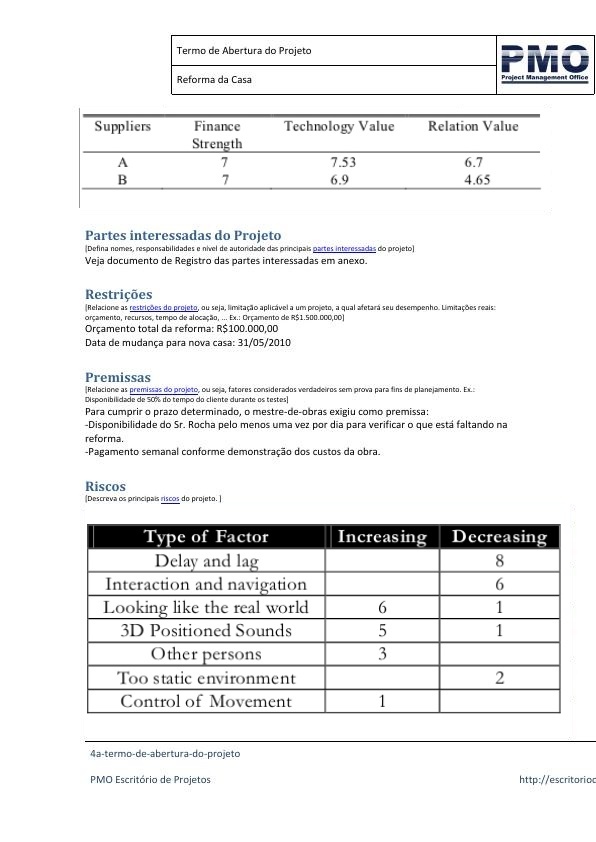 Termo de Abertura do Projeto
Reforma da Casa
PMO
Project Management Office
Suppliers Finance Strength Technology Value Relation Value
A 7 7.53 6.7
B 7 6.9 4.65
Partes interessadas do Projeto
[Defina nomes, responsabilidades e nível de autoridade das principais partes interessadas do projeto]
Veja documento de Registro das partes interessadas em anexo.
Restrições
[Relacione as restrições do projeto, ou seja, limitação aplicável a um projeto, a qual afetará seu desempenho. Limitações reais:
orçamento, recursos, tempo de alocação, ... Ex.: Orçamento de R$1.500.000,00]
Orçamento total da reforma: R$100.000,00
Data de mudança para nova casa: 31/05/2010
Premissas
[Relacione as premissas do projeto, ou seja, fatores considerados verdadeiros sem prova para fins de planejamento. Ex.:
Disponibilidade de 50% do tempo do cliente durante os testes]
Para cumprir o prazo determinado, o mestre-de-obras exigiu como premissa:
-Disponibilidade do Sr. Rocha pelo menos uma vez por dia para verificar o que está faltando na
reforma.
-Pagamento semanal conforme demonstração dos custos da obra.
Riscos
[Descreva os principais riscos do projeto. ]
Type of Factor Increasing Decreasing
Delay and lag 8
Interaction and navigation 6
Looking like the real world 6 1
3D Positioned Sounds 5 1
Other persons 3
Too static environment 2
Control of Movement 1
4a-termo-de-abertura-do-projeto
PMO Escritório de Projetos http://escritorioc